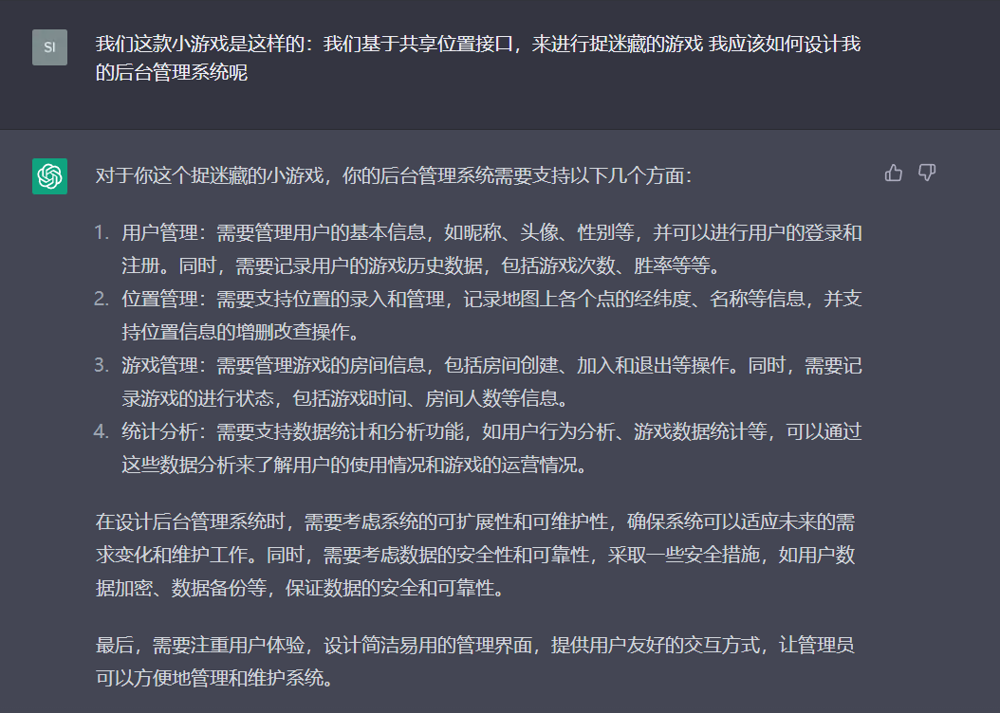 SI
我们这款小游戏是这样的：我们基于共享位置接口，来进行捉迷藏的游戏 我应该如何设计我
的后台管理系统呢
对于你这个捉迷藏的小游戏，你的后台管理系统需要支持以下几个方面：
1. 用户管理：需要管理用户的基本信息，如昵称、头像、性别等，并可以进行用户的登录和
注册。同时，需要记录用户的游戏历史数据，包括游戏次数、胜率等等。
2. 位置管理：需要支持位置的录入和管理，记录地图上各个点的经纬度、名称等信息，并支
持位置信息的增删改查操作。
3. 游戏管理：需要管理游戏的房间信息，包括房间创建、加入和退出等操作。同时，需要记
录游戏的进行状态，包括游戏时间、房间人数等信息。
4. 统计分析：需要支持数据统计和分析功能，如用户行为分析、游戏数据统计等，可以通过
这些数据分析来了解用户的使用情况和游戏的运营情况。
在设计后台管理系统时，需要考虑系统的可扩展性和可维护性，确保系统可以适应未来的需
求变化和维护工作。同时，需要考虑数据的安全性和可靠性，采取一些安全措施，如用户数
据加密、数据备份等，保证数据的安全和可靠性。
最后，需要注重用户体验，设计简洁易用的管理界面，提供用户友好的交互方式，让管理员
可以方便地管理和维护系统。